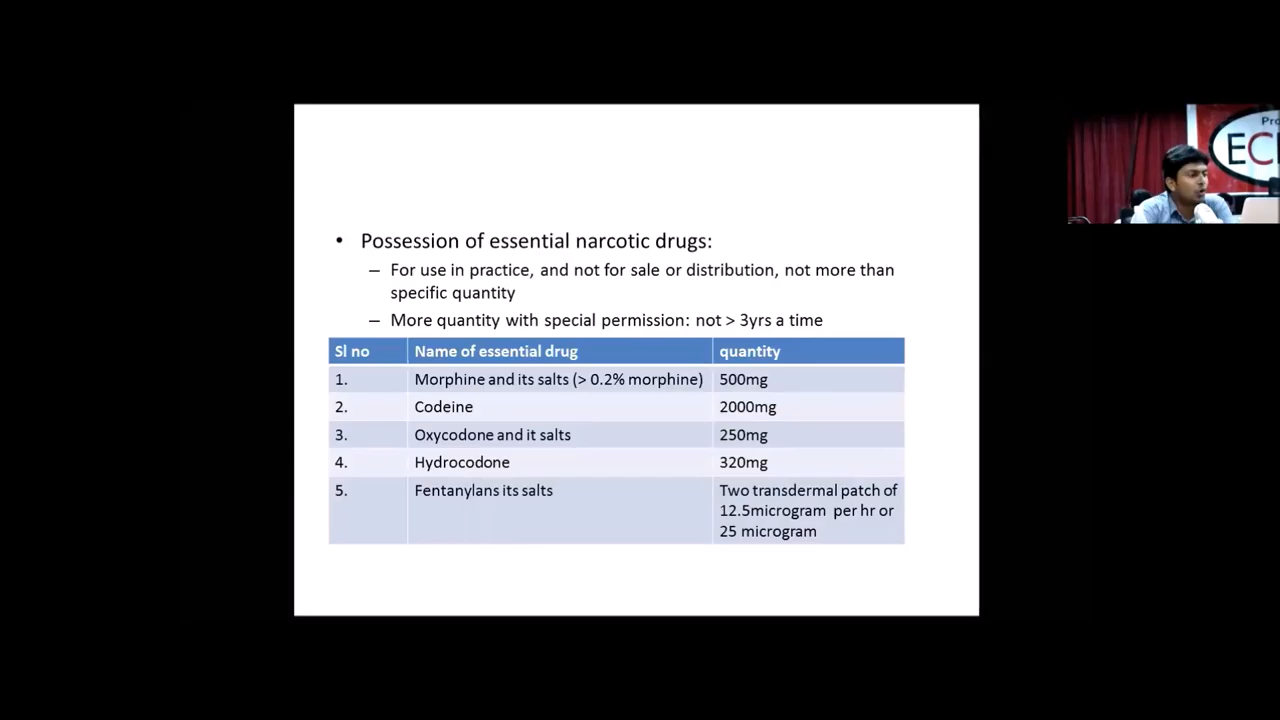 • Possession of essential narcotic drugs:
– For use in practice, and not for sale or distribution, not more than
specific quantity
– More quantity with special permission: not > 3yrs a time
Sl no Name of essential drug quantity
1. Morphine and its salts (> 0.2% morphine) 500mg
2. Codeine 2000mg
3. Oxycodone and it salts 250mg
4. Hydrocodone 320mg
5. Fentanylans its salts Two transdermal patch of
12.5microgram per hr or
25 microgram